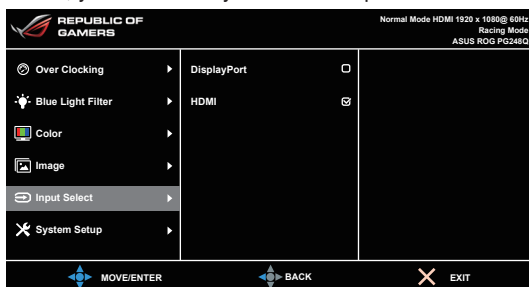 REPUBLIC OF
GAMERS
Normal Mode HDMI 1920 x 1080@ 60Hz
Racing Mode
ASUS ROG PG248Q
Over Clocking
DisplayPort
Blue Light Filter
HDMI
Color
Image
Input Select
System Setup
MOVE/ENTER
BACK
EXIT